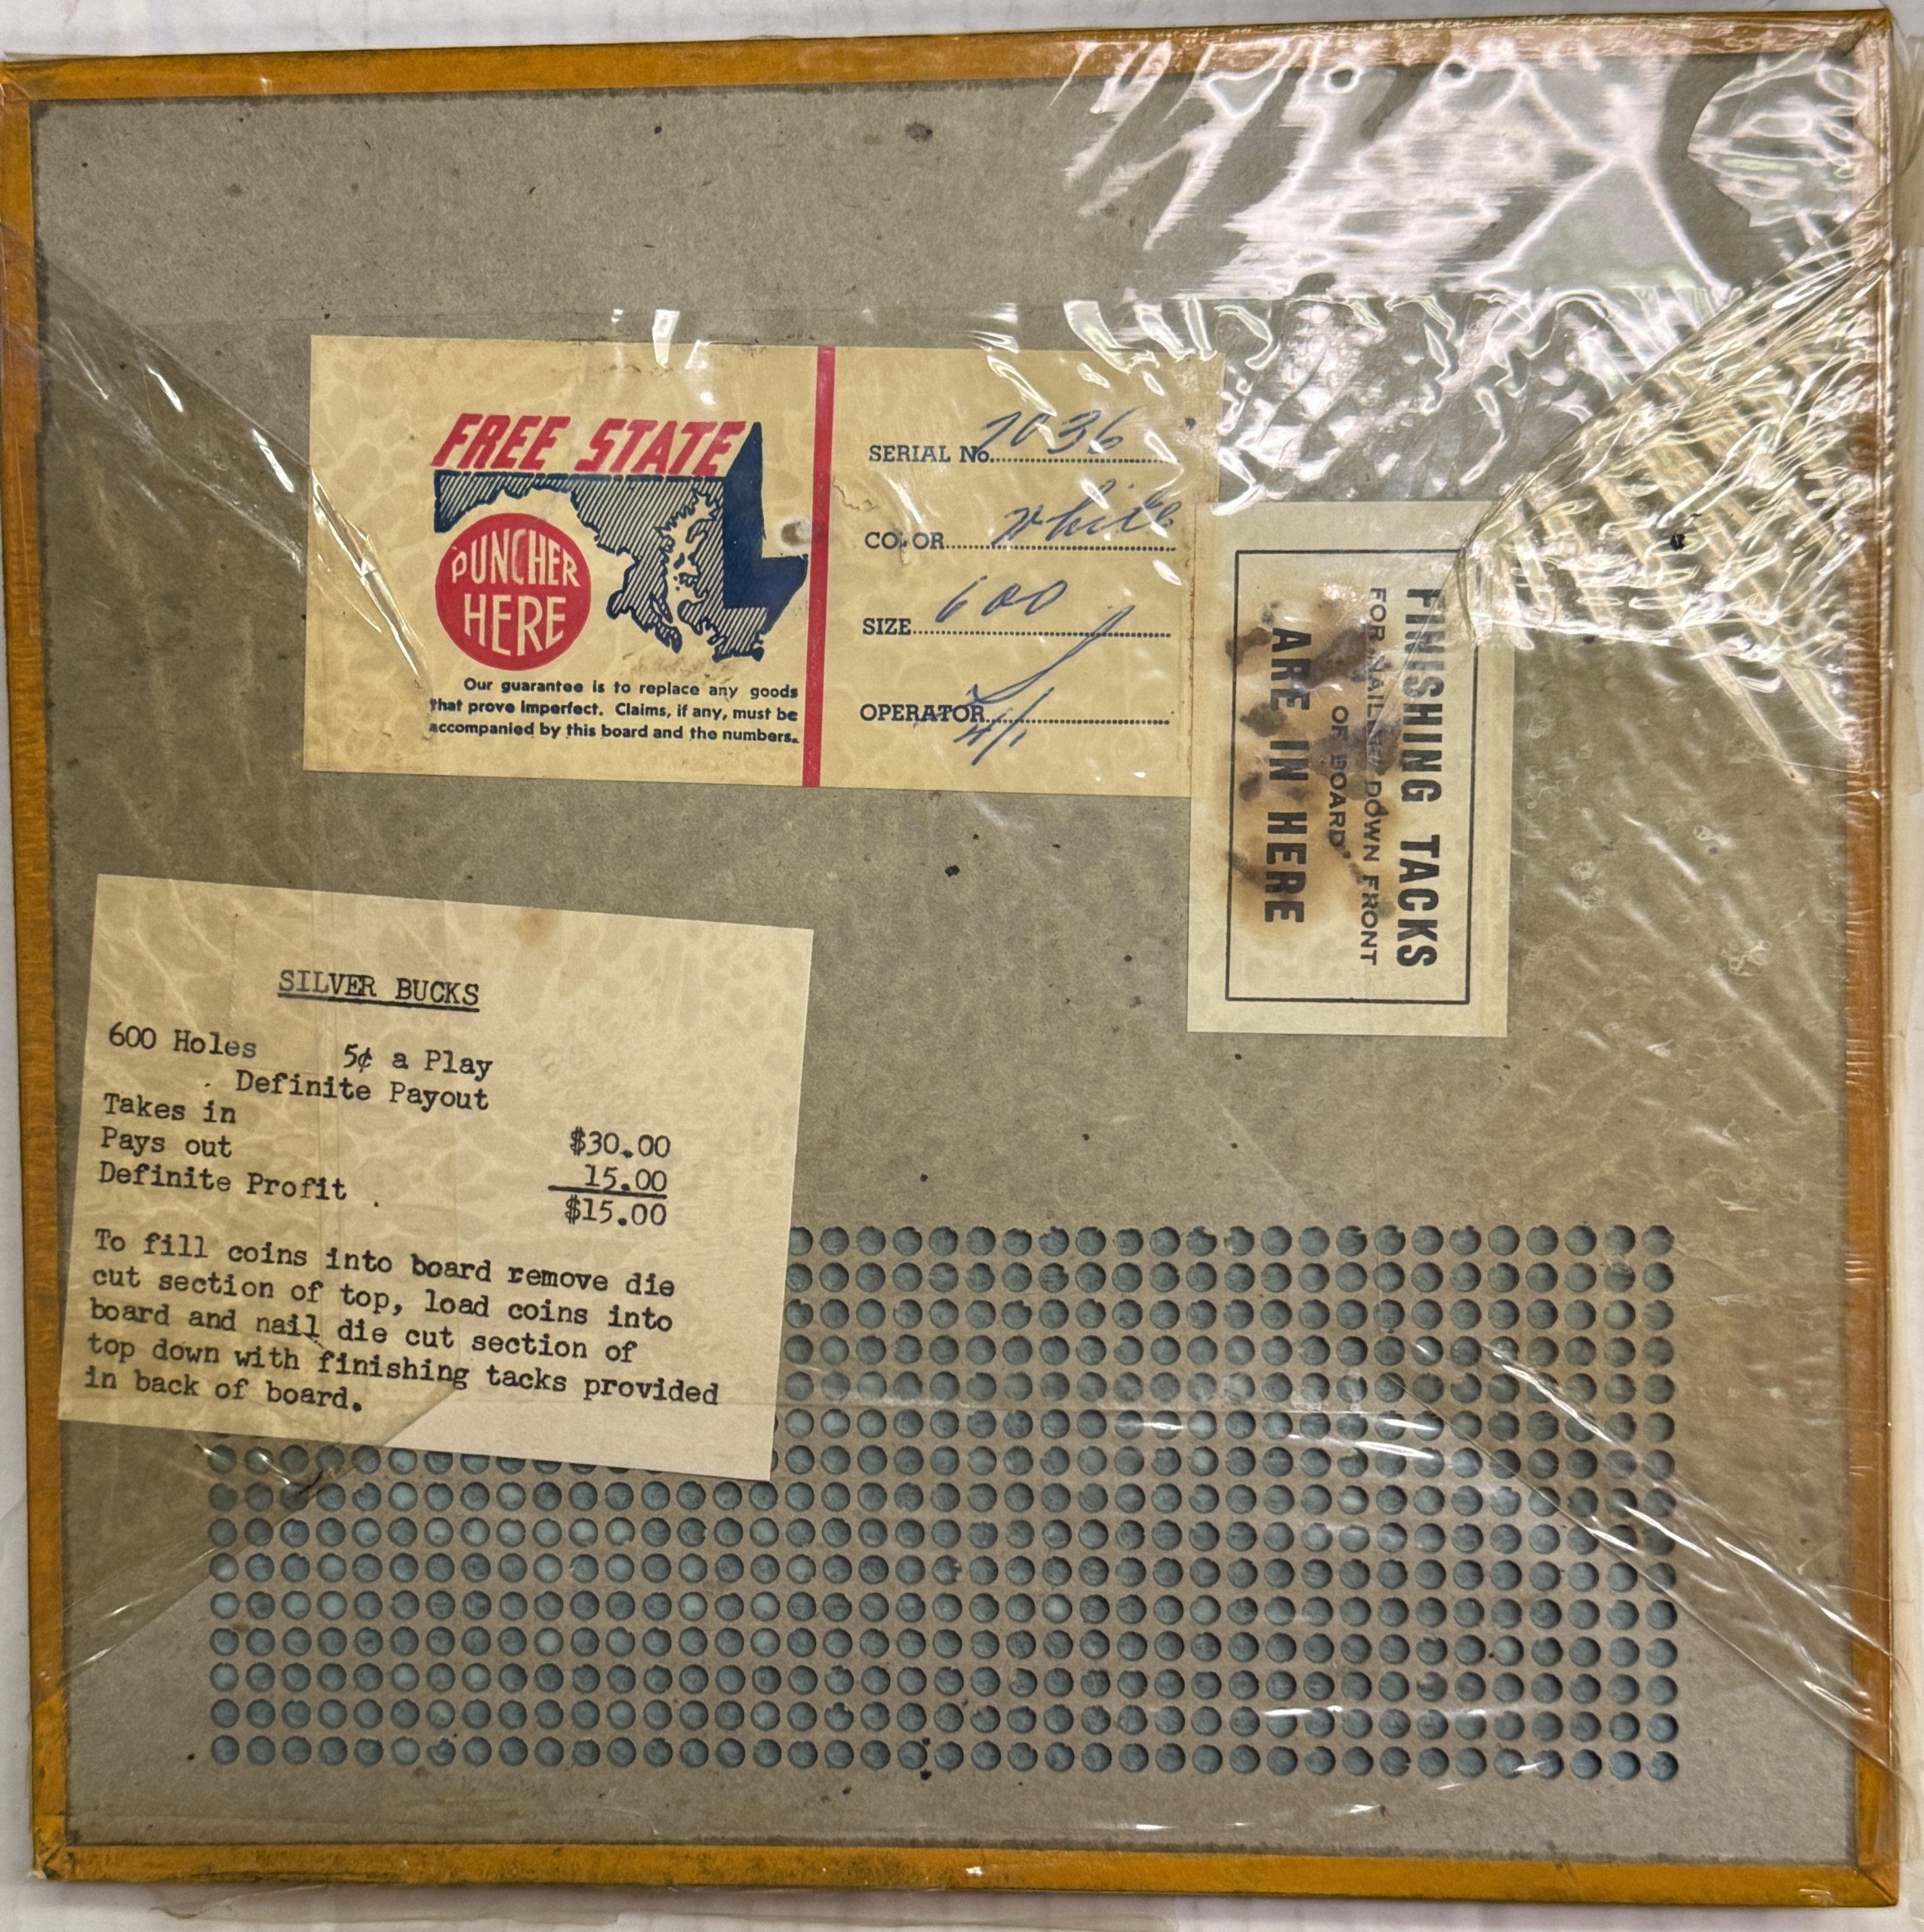 FREE STATE
PUNCHER
HERE
Our guarantee is to replace any goods
that prove imperfect. Claims, if any, must be
accompanied by this board and the numbers.
SERIAL No. 7036
COLOR White
SIZE 600
OPERATOR
FINISHING TACKS
FOR NAILING DOWN FRONT
OF BOARD
ARE IN HERE
SILVER BUCKS
600 Holes 5¢ a Play
Definite Payout
Takes in $30.00
Pays out 15.00
Definite Profit $15.00
To fill coins into board remove die
cut section of top, load coins into
board and nail die cut section of
top down with finishing tacks provided
in back of board.